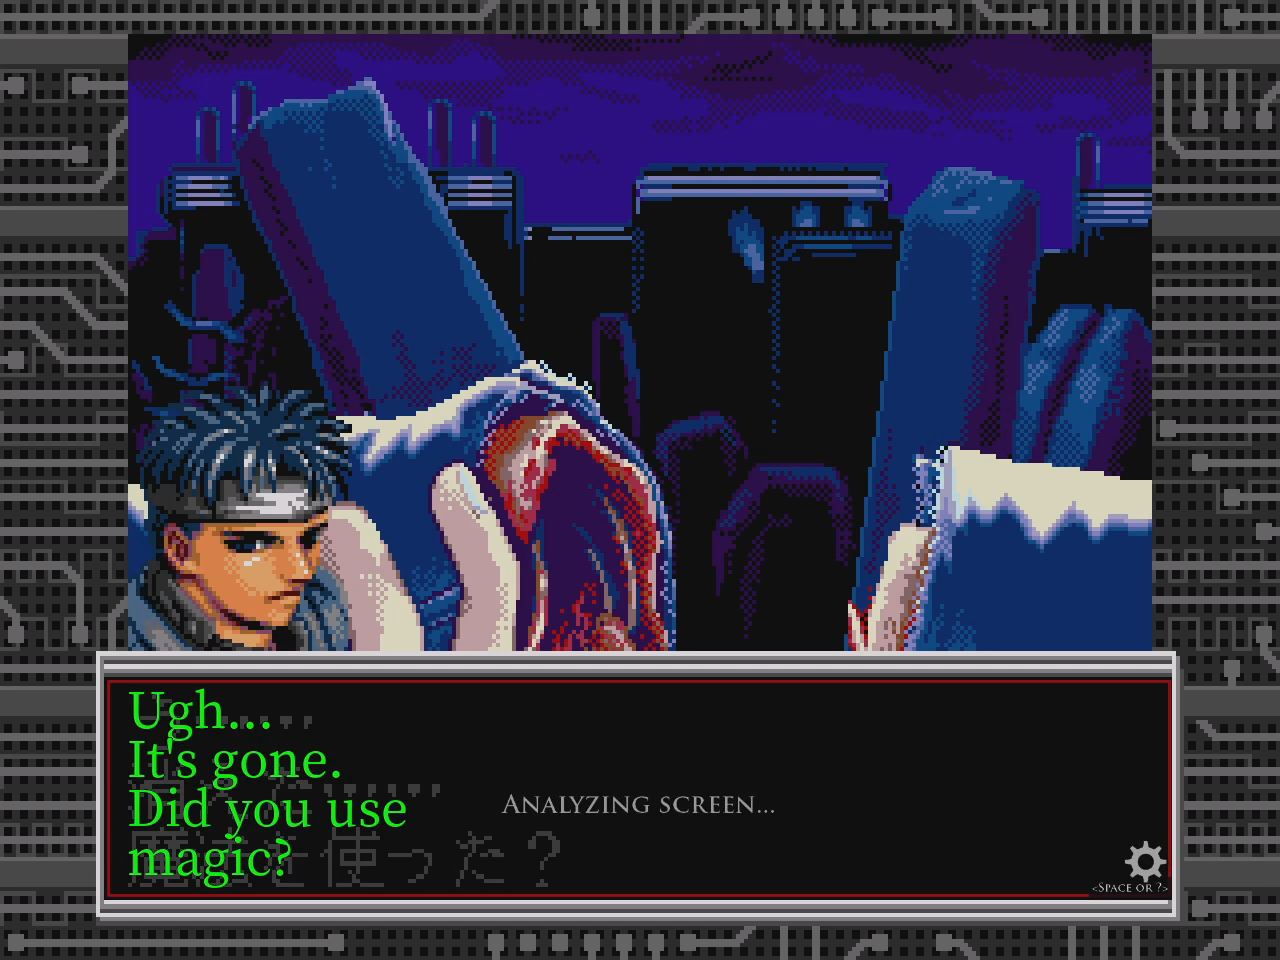 Ugh...
It's gone.
Did you use
magic?
Analyzing screen...
<Space or ?>